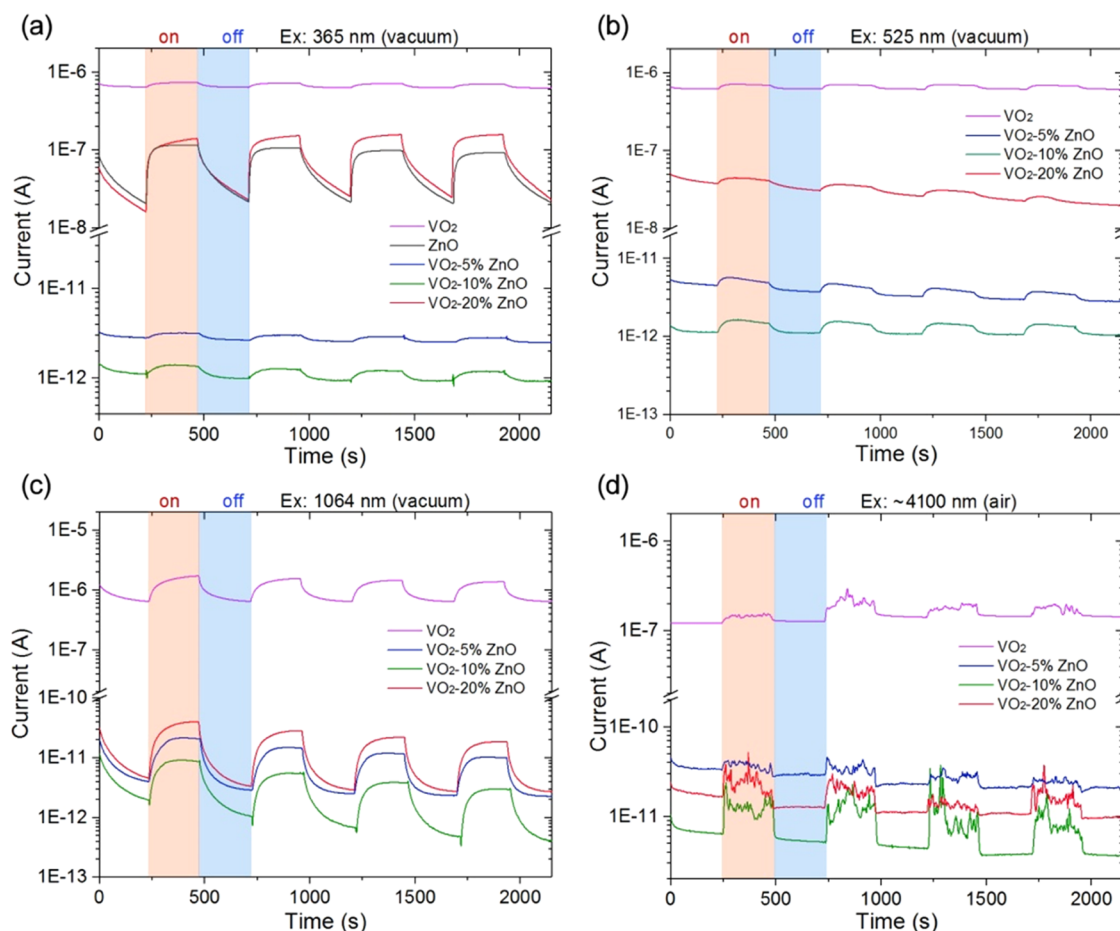 (a)
on off Ex: 365 nm (vacuum)
1E-6
1E-7
1E-8
1E-11
1E-12
Current (A)
VO₂
ZnO
VO₂-5% ZnO
VO₂-10% ZnO
VO₂-20% ZnO
0 500 1000 1500 2000
Time (s)
(b)
on off Ex: 525 nm (vacuum)
1E-6
1E-7
1E-8
1E-11
1E-12
1E-13
Current (A)
VO₂
VO₂-5% ZnO
VO₂-10% ZnO
VO₂-20% ZnO
0 500 1000 1500 2000
Time (s)
(c)
on off Ex: 1064 nm (vacuum)
1E-5
1E-6
1E-7
1E-10
1E-11
1E-12
1E-13
Current (A)
VO₂
VO₂-5% ZnO
VO₂-10% ZnO
VO₂-20% ZnO
0 500 1000 1500 2000
Time (s)
(d)
on off Ex: ~4100 nm (air)
1E-6
1E-7
1E-10
1E-11
Current (A)
VO₂
VO₂-5% ZnO
VO₂-10% ZnO
VO₂-20% ZnO
0 500 1000 1500 2000
Time (s)